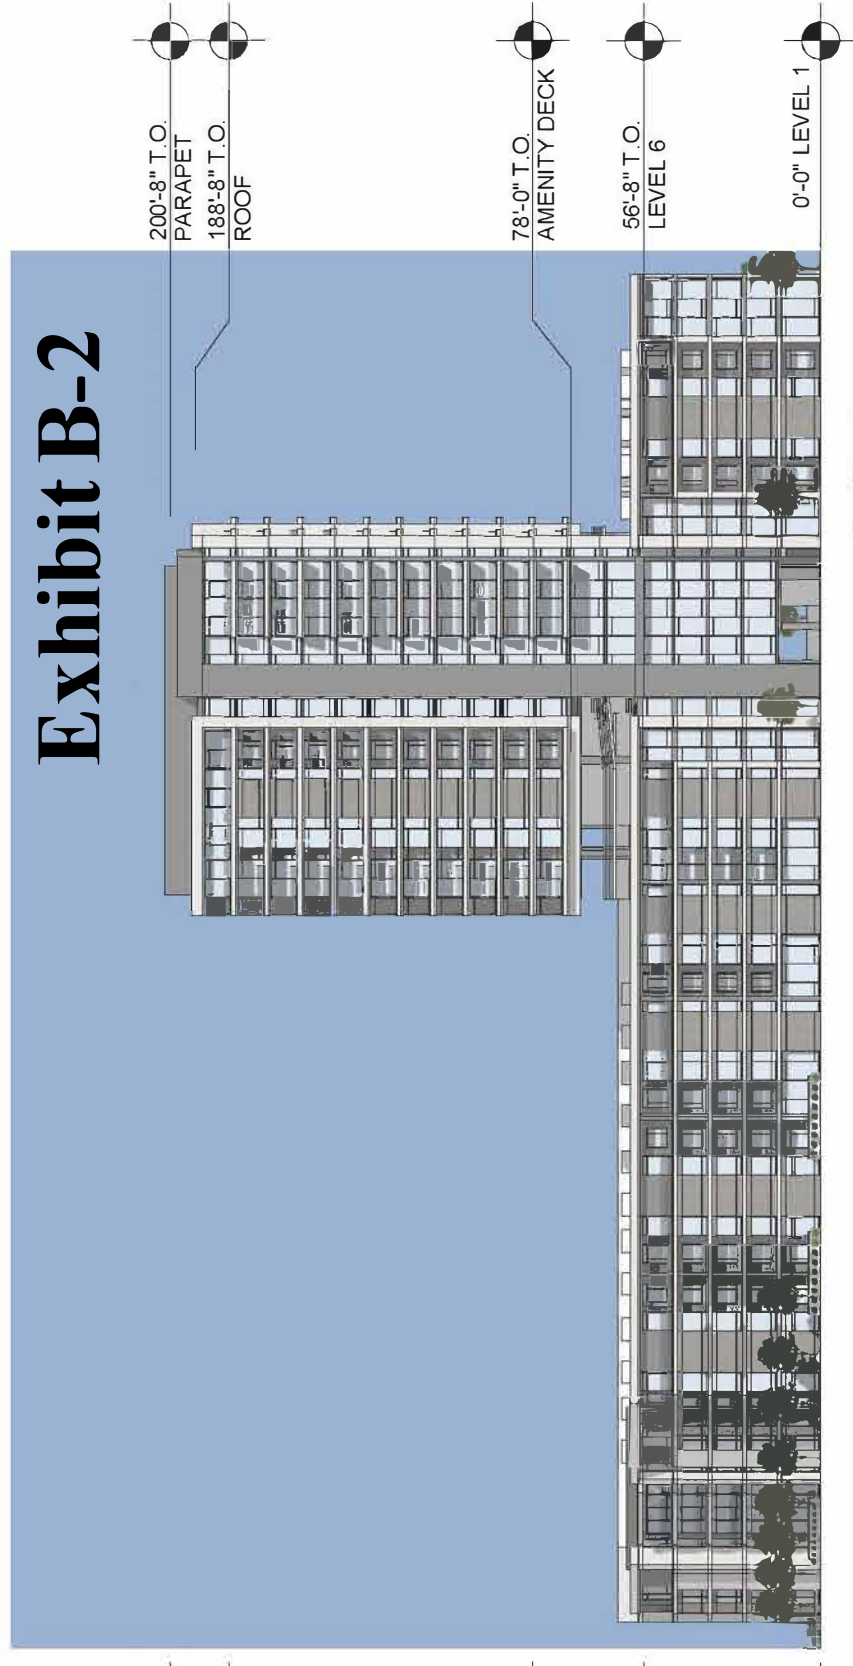 Exhibit B-2
200'-8" T.O.
PARAPET
188'-8" T.O.
ROOF
78'-0" T.O.
AMENITY DECK
56'-8" T.O.
LEVEL 6
0'-0" LEVEL 1